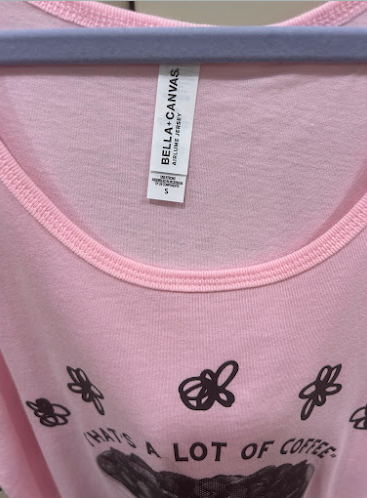 BELLA+CANVAS.
AIRLUME JERSEY
S
THAT'S A LOT OF COFFEE